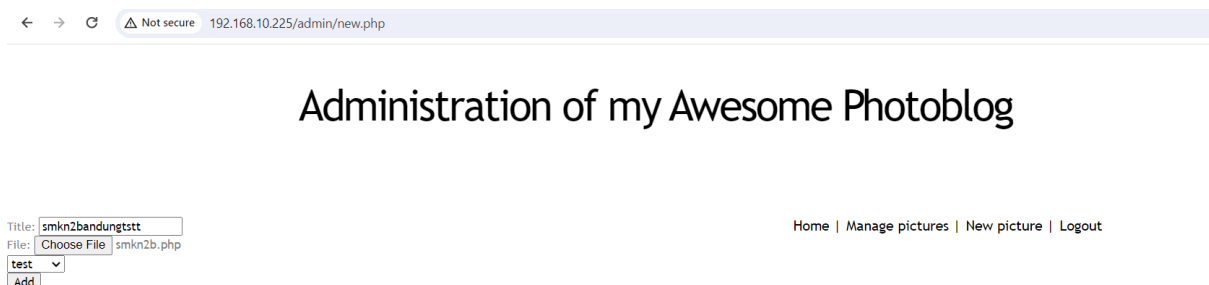 Not secure 192.168.10.225/admin/new.php
Administration of my Awesome Photoblog
Title: smkn2bandungtstt
Home | Manage pictures | New picture | Logout
File: Choose File smkn2b.php
test
Add